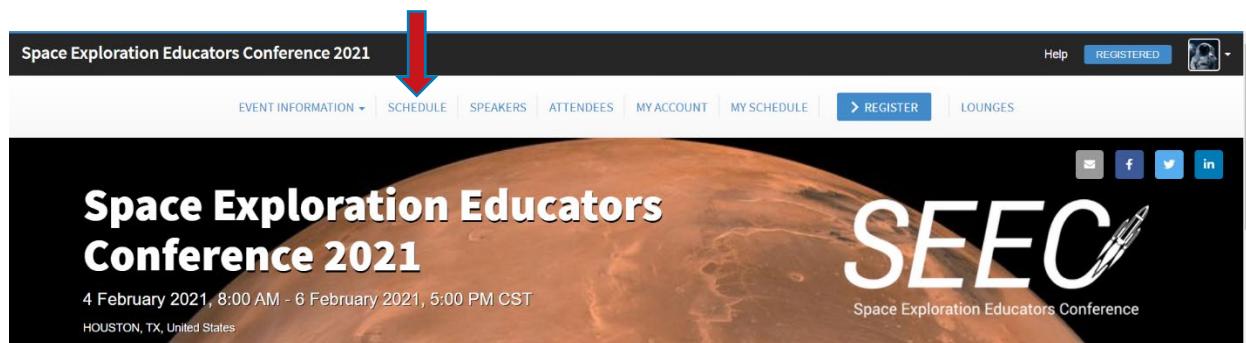 Space Exploration Educators Conference 2021
Help REGISTERED
EVENT INFORMATION SCHEDULE SPEAKERS ATTENDEES MY ACCOUNT MY SCHEDULE > REGISTER LOUNGES
f in
Space Exploration Educators
Conference 2021
4 February 2021, 8:00 AM - 6 February 2021, 5:00 PM CST
HOUSTON, TX, United States
SEEC
Space Exploration Educators Conference